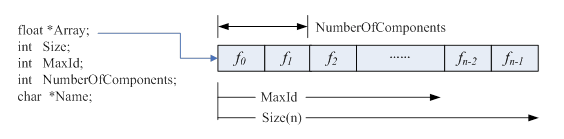 float *Array;
int Size;
int MaxId;
int NumberOfComponents;
char *Name;
NumberOfComponents
f0 f1 f2 ...... fn-2 fn-1
MaxId
Size(n)